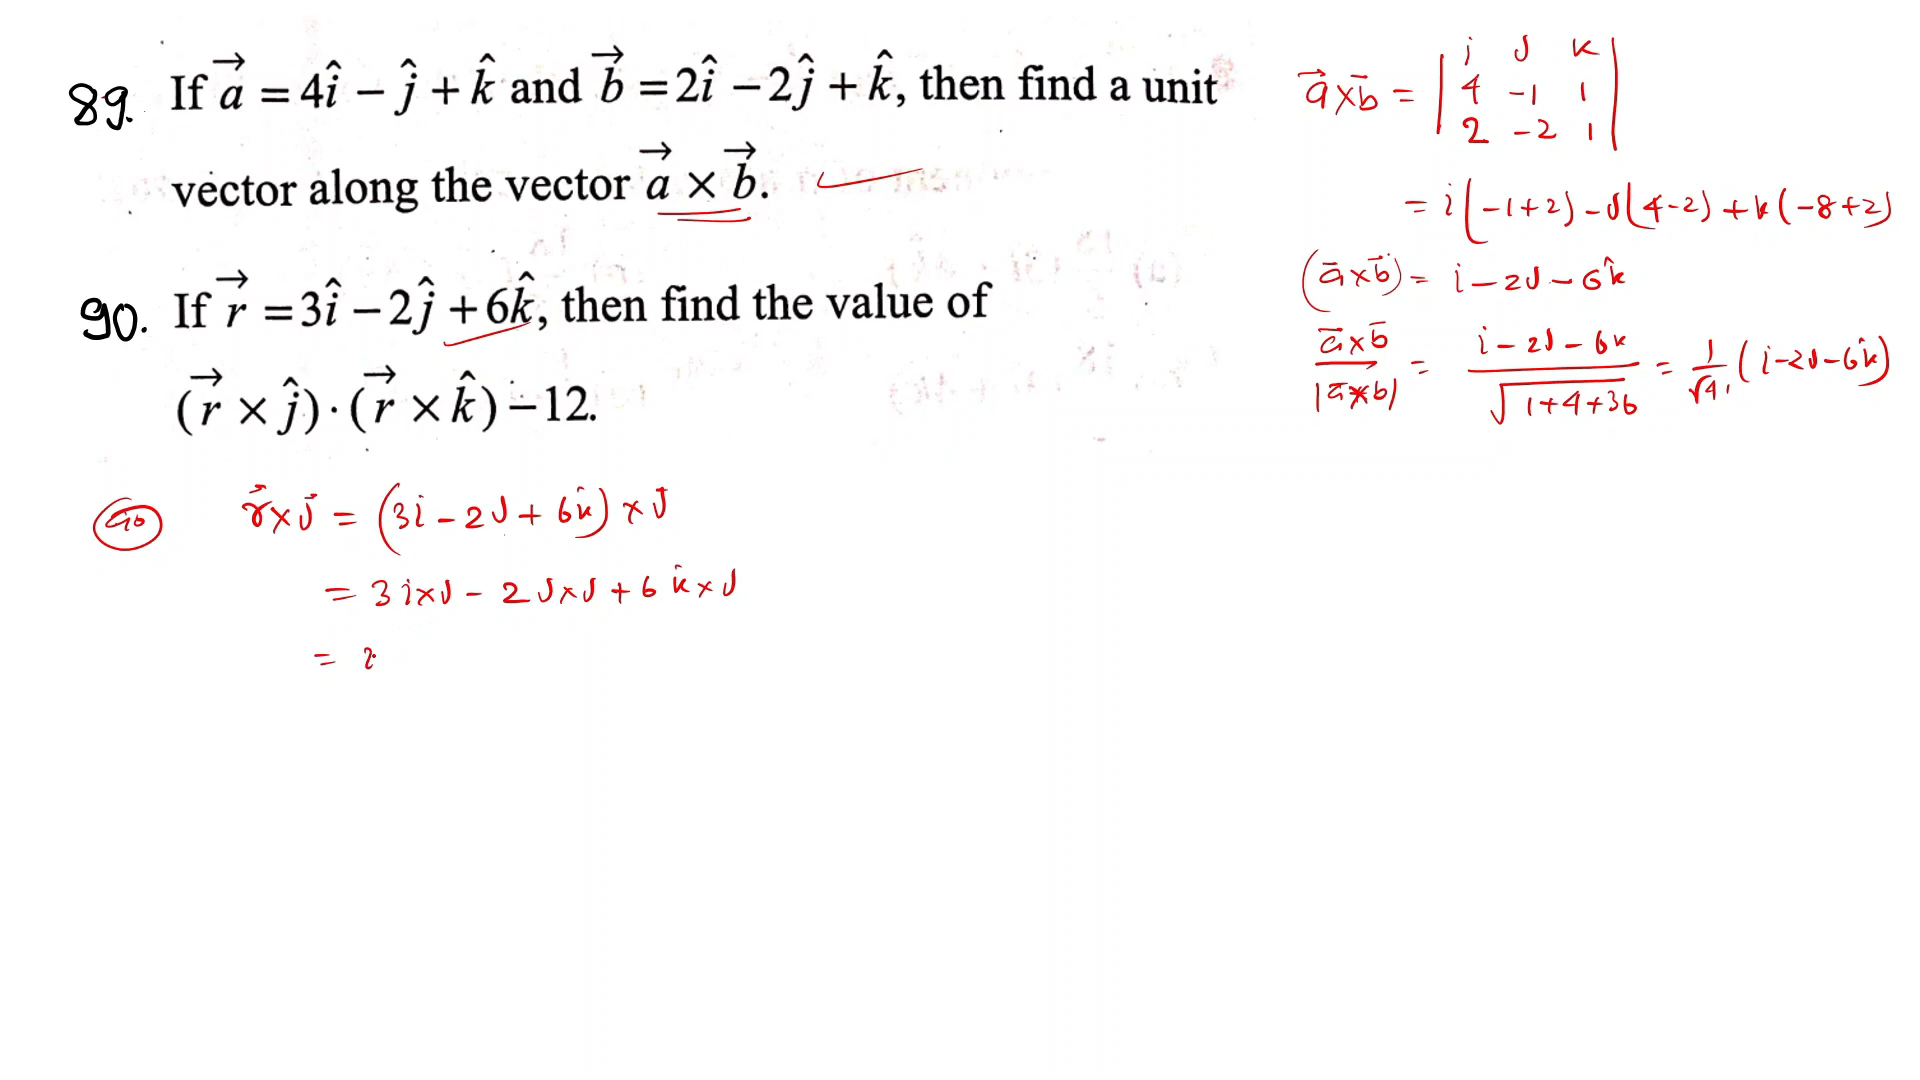 89. If →a = 4î − ĵ + k̂ and →b = 2î − 2ĵ + k̂, then find a unit
vector along the vector →a × →b.
90. If →r = 3î − 2ĵ + 6k̂, then find the value of
(→r × ĵ)·(→r × k̂) − 12.
→a×b̄ = | i J k
4 -1 1
2 -2 1 |
= i(-1+2) - J(4-2) + k(-8+2)
(ā×b̄) = i - 2J - 6k̂
ā×b̄ / |ā×b| = i - 2J - 6k / √1+4+36 = 1/√41 (i - 2J - 6k̂)
90 →r×J = (3i - 2J + 6k̂) × J
= 3 i×J - 2 J×J + 6 k̂×J
=